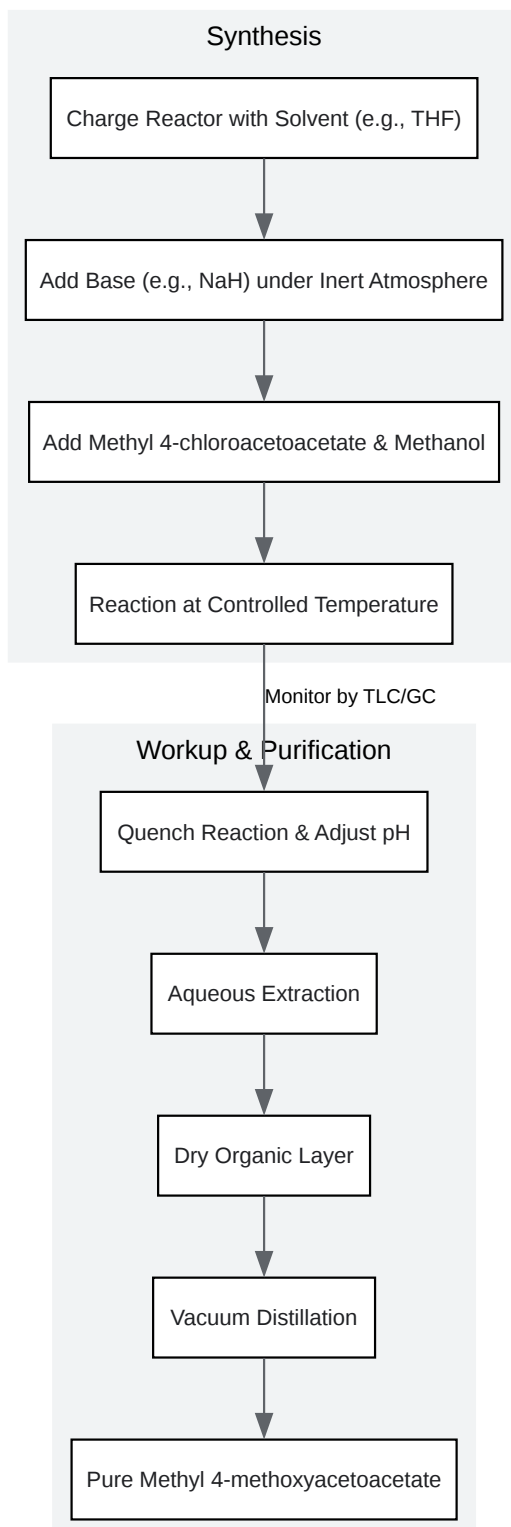 Synthesis
Charge Reactor with Solvent (e.g., THF)
Add Base (e.g., NaH) under Inert Atmosphere
Add Methyl 4-chloroacetoacetate & Methanol
Reaction at Controlled Temperature
Monitor by TLC/GC
Workup & Purification
Quench Reaction & Adjust pH
Aqueous Extraction
Dry Organic Layer
Vacuum Distillation
Pure Methyl 4-methoxyacetoacetate